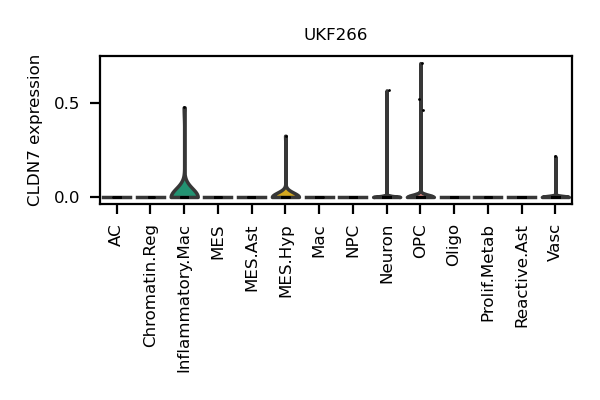 UKF266
CLDN7 expression
0.5
0.0
AC
Chromatin.Reg
Inflammatory.Mac
MES
MES.Ast
MES.Hyp
Mac
NPC
Neuron
OPC
Oligo
Prolif.Metab
Reactive.Ast
Vasc